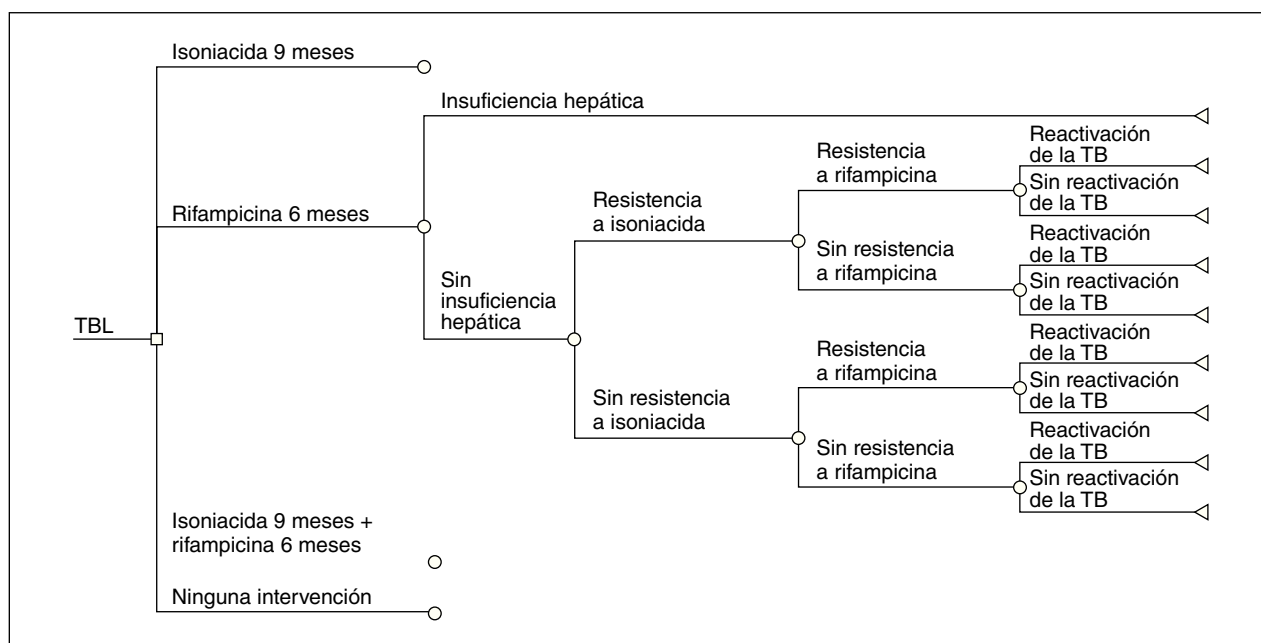 Isoniacida 9 meses
Insuficiencia hepática
Rifampicina 6 meses
Sin
insuficiencia
hepática
Resistencia
a isoniacida
Resistencia
a rifampicina
Reactivación
de la TB
Sin reactivación
de la TB
Sin resistencia
a rifampicina
Reactivación
de la TB
Sin reactivación
de la TB
TBL
Sin resistencia
a isoniacida
Resistencia
a rifampicina
Reactivación
de la TB
Sin reactivación
de la TB
Sin resistencia
a rifampicina
Reactivación
de la TB
Sin reactivación
de la TB
Isoniacida 9 meses +
rifampicina 6 meses
Ninguna intervención